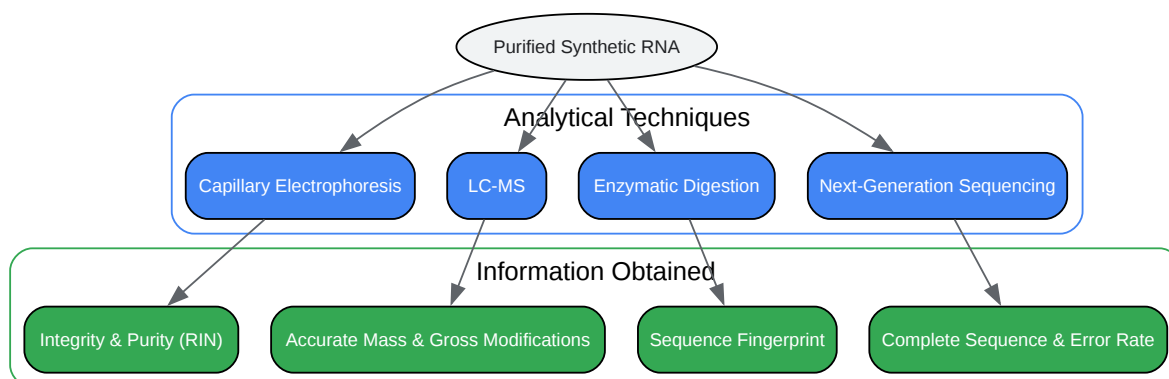 Purified Synthetic RNA
Analytical Techniques
Capillary Electrophoresis
LC-MS
Enzymatic Digestion
Next-Generation Sequencing
Information Obtained
Integrity & Purity (RIN)
Accurate Mass & Gross Modifications
Sequence Fingerprint
Complete Sequence & Error Rate